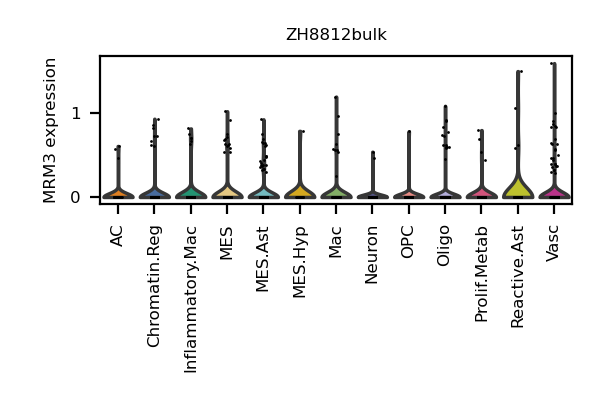 ZH8812bulk
MRM3 expression
1
0
AC
Chromatin.Reg
Inflammatory.Mac
MES
MES.Ast
MES.Hyp
Mac
Neuron
OPC
Oligo
Prolif.Metab
Reactive.Ast
Vasc